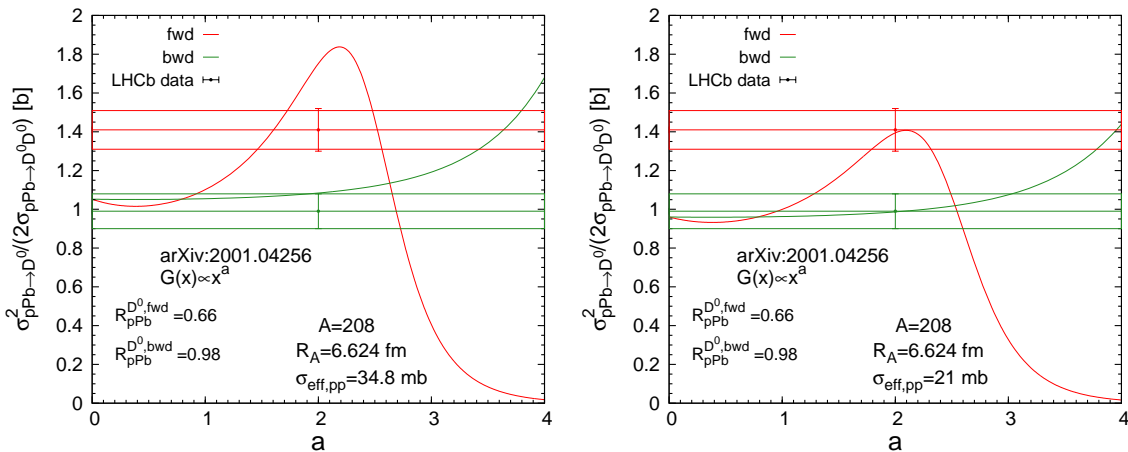 σ²pPb→D⁰/(2σpPb→D⁰D⁰) [b]
2
1.8
1.6
1.4
1.2
1
0.8
0.6
0.4
0.2
0
fwd
bwd
LHCb data
arXiv:2001.04256
G(x)∝xᵃ
R_pPb^{D⁰,fwd}=0.66
R_pPb^{D⁰,bwd}=0.98
A=208
R_A=6.624 fm
σ_eff,pp=34.8 mb
0 1 2 3 4
a
σ²pPb→D⁰/(2σpPb→D⁰D⁰) [b]
2
1.8
1.6
1.4
1.2
1
0.8
0.6
0.4
0.2
0
fwd
bwd
LHCb data
arXiv:2001.04256
G(x)∝xᵃ
R_pPb^{D⁰,fwd}=0.66
R_pPb^{D⁰,bwd}=0.98
A=208
R_A=6.624 fm
σ_eff,pp=21 mb
0 1 2 3 4
a